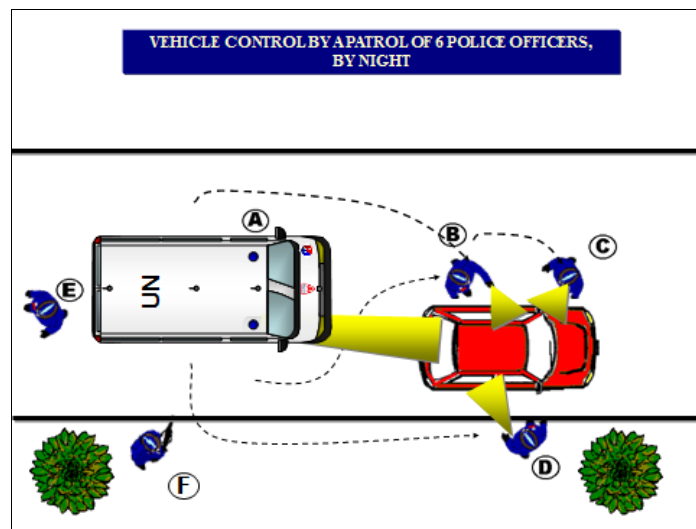 VEHICLE CONTROL BY A PATROL OF 6 POLICE OFFICERS,
BY NIGHT
A
B
C
E
UN
D
F